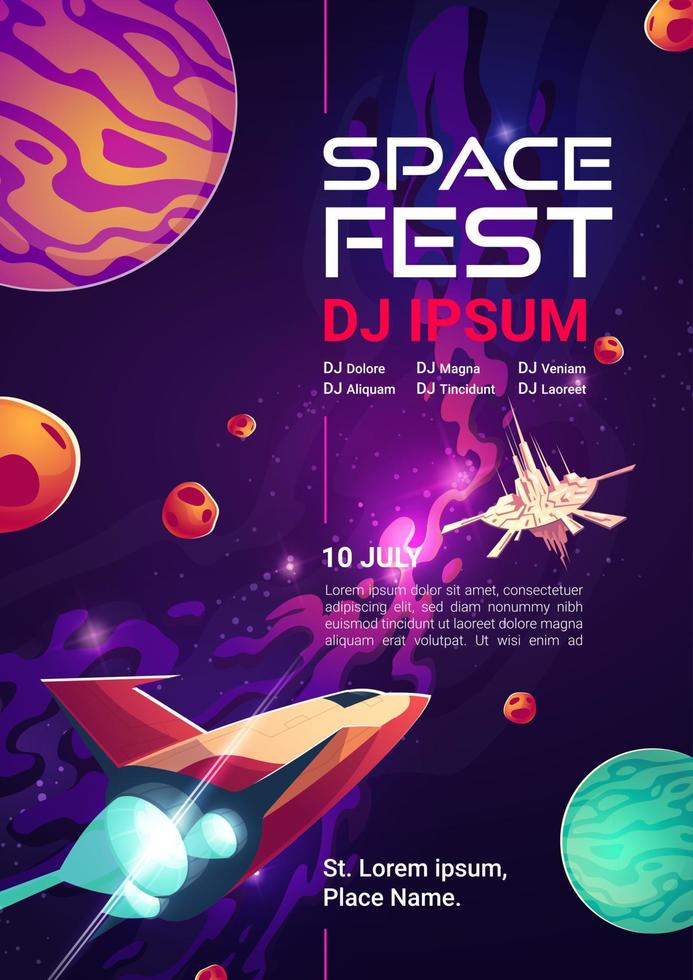 SPACE
FEST
DJ IPSUM
DJ Dolore DJ Magna DJ Veniam
DJ Aliquam DJ Tincidunt DJ Laoreet
10 JULY
Lorem ipsum dolor sit amet, consectetuer
adipiscing elit, sed diam nonummy nibh
euismod tincidunt ut laoreet dolore magna
aliquam erat volutpat. Ut wisi enim ad
St. Lorem ipsum,
Place Name.